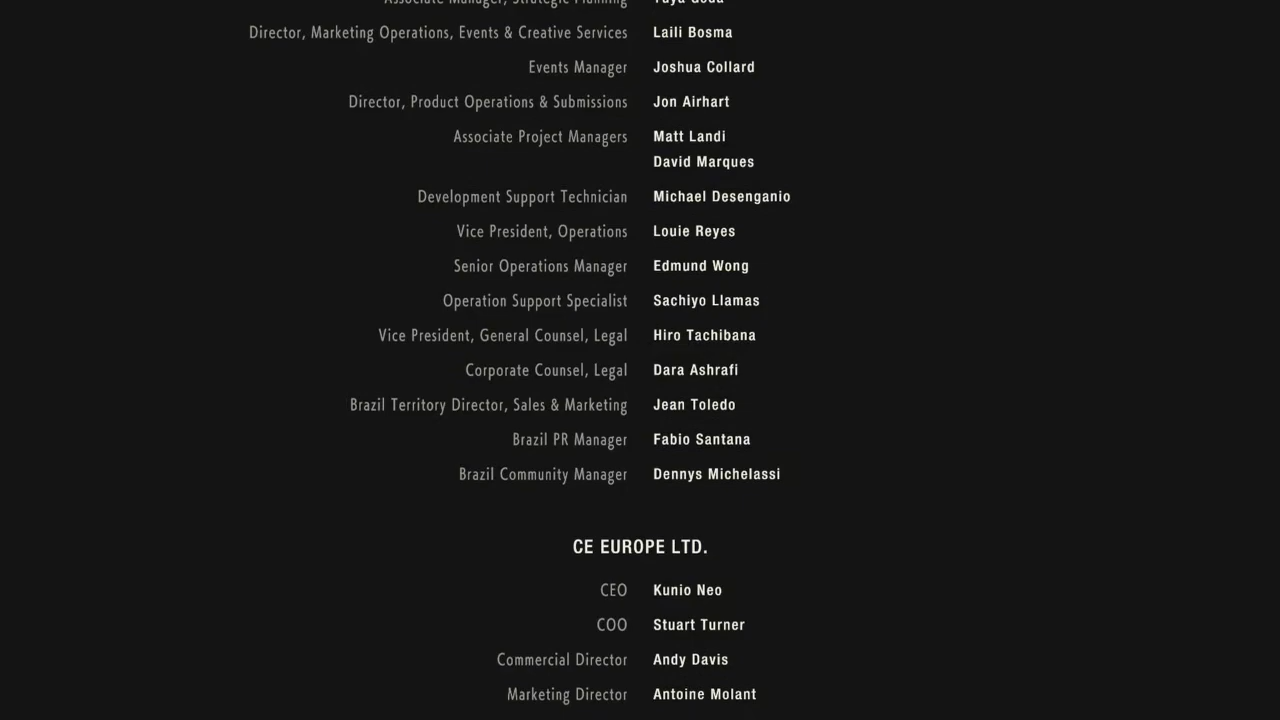 Director, Marketing Operations, Events & Creative Services Laili Bosma
Events Manager Joshua Collard
Director, Product Operations & Submissions Jon Airhart
Associate Project Managers Matt Landi
David Marques
Development Support Technician Michael Desenganio
Vice President, Operations Louie Reyes
Senior Operations Manager Edmund Wong
Operation Support Specialist Sachiyo Llamas
Vice President, General Counsel, Legal Hiro Tachibana
Corporate Counsel, Legal Dara Ashrafi
Brazil Territory Director, Sales & Marketing Jean Toledo
Brazil PR Manager Fabio Santana
Brazil Community Manager Dennys Michelassi
CE EUROPE LTD.
CEO Kunio Neo
COO Stuart Turner
Commercial Director Andy Davis
Marketing Director Antoine Molant